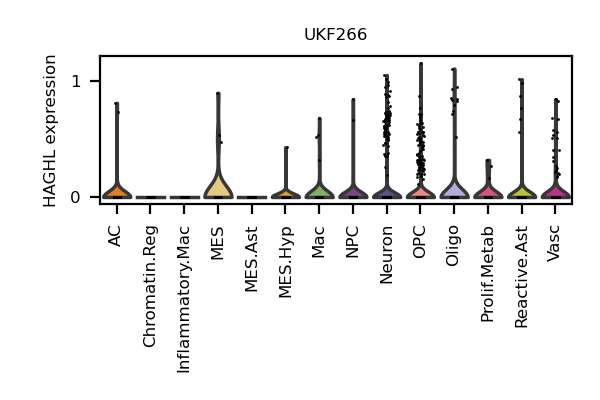 UKF266
HAGHL expression
1
0
AC
Chromatin.Reg
Inflammatory.Mac
MES
MES.Ast
MES.Hyp
Mac
NPC
Neuron
OPC
Oligo
Prolif.Metab
Reactive.Ast
Vasc